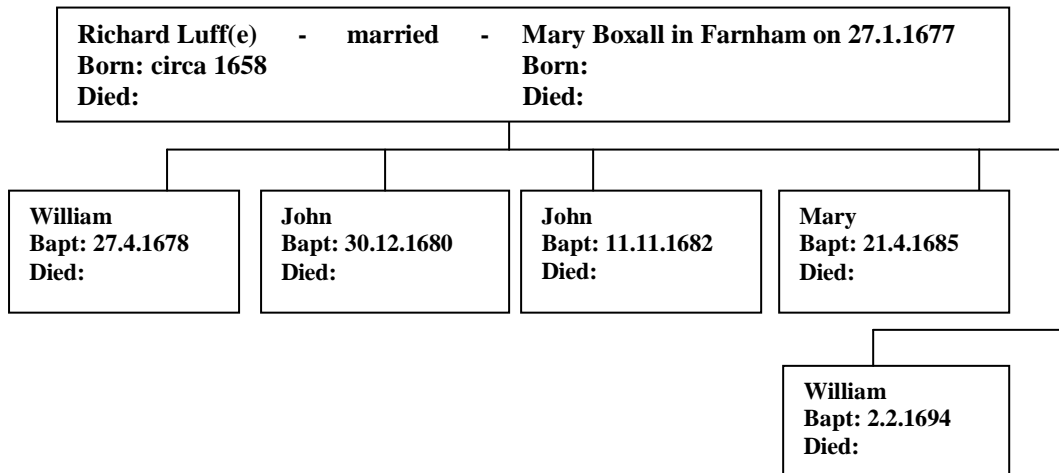 Richard Luff(e) - married - Mary Boxall in Farnham on 27.1.1677
Born: circa 1658 Born:
Died: Died:
William
Bapt: 27.4.1678
Died:
John
Bapt: 30.12.1680
Died:
John
Bapt: 11.11.1682
Died:
Mary
Bapt: 21.4.1685
Died:
William
Bapt: 2.2.1694
Died: